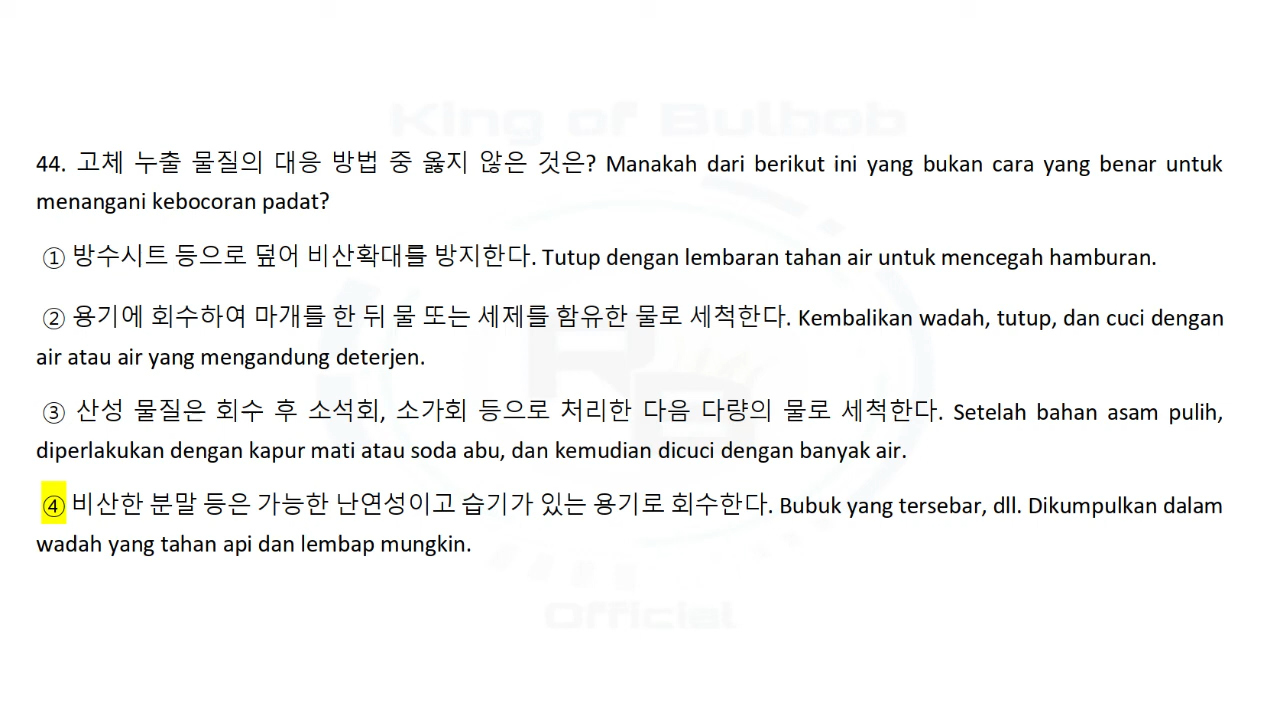 King of Bulbob
44. 고체 누출 물질의 대응 방법 중 옳지 않은 것은? Manakah dari berikut ini yang bukan cara yang benar untuk
menangani kebocoran padat?
① 방수시트 등으로 덮어 비산확대를 방지한다. Tutup dengan lembaran tahan air untuk mencegah hamburan.
② 용기에 회수하여 마개를 한 뒤 물 또는 세제를 함유한 물로 세척한다. Kembalikan wadah, tutup, dan cuci dengan
air atau air yang mengandung deterjen.
③ 산성 물질은 회수 후 소석회, 소가회 등으로 처리한 다음 다량의 물로 세척한다. Setelah bahan asam pulih,
diperlakukan dengan kapur mati atau soda abu, dan kemudian dicuci dengan banyak air.
④ 비산한 분말 등은 가능한 난연성이고 습기가 있는 용기로 회수한다. Bubuk yang tersebar, dll. Dikumpulkan dalam
wadah yang tahan api dan lembap mungkin.
Official